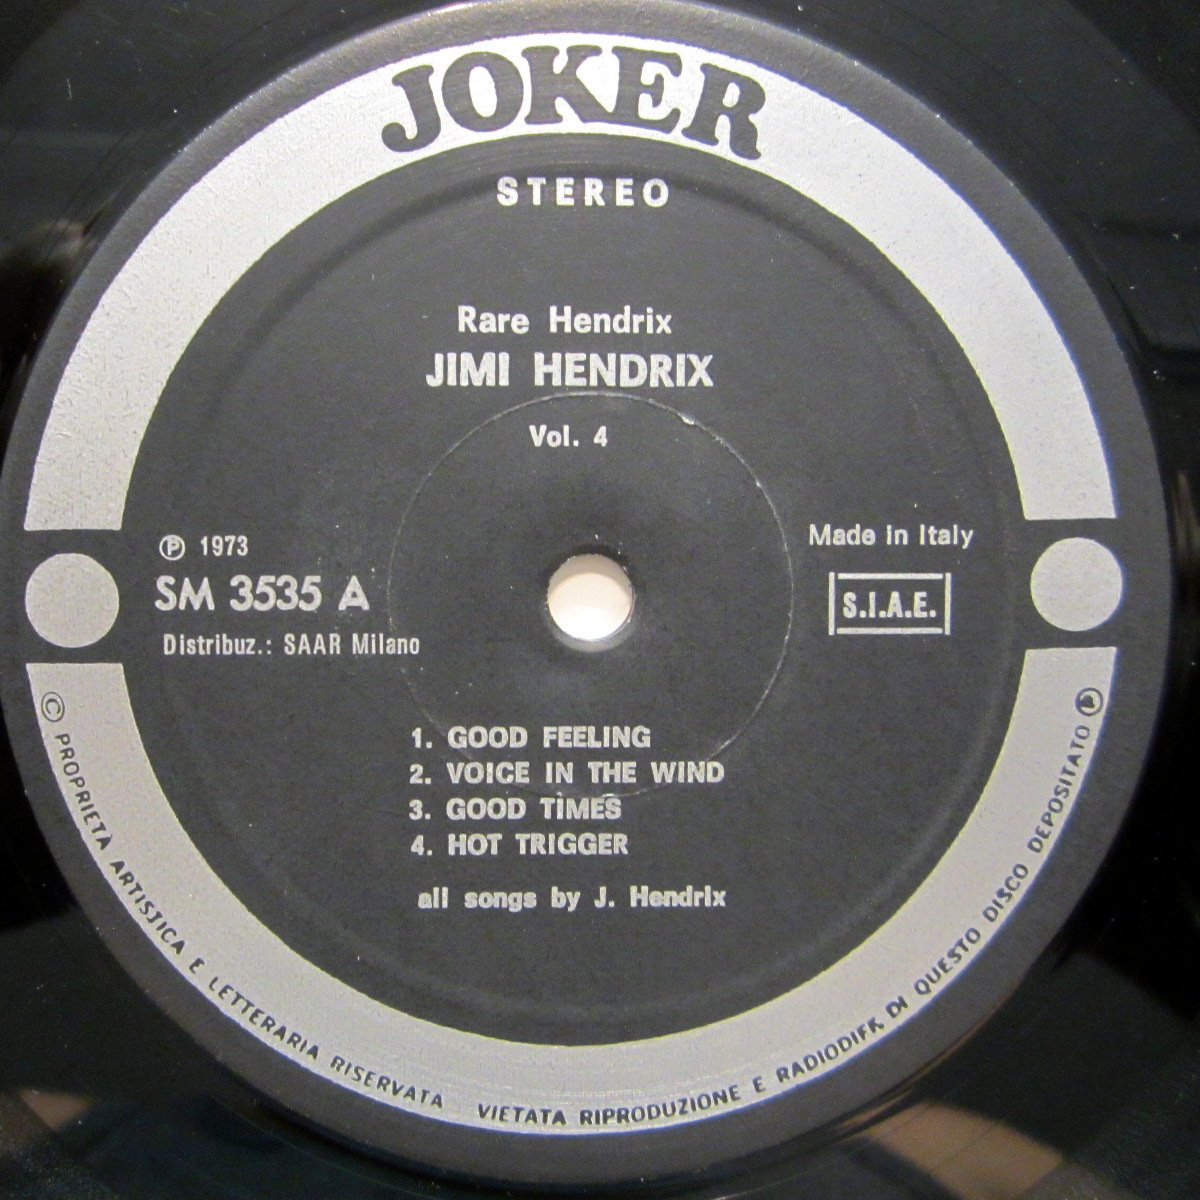 JOKER
STEREO
Rare Hendrix
JIMI HENDRIX
Vol. 4
Ⓟ 1973
SM 3535 A
Distribuz.: SAAR Milano
Made in Italy
S.I.A.E.
1. GOOD FEELING
2. VOICE IN THE WIND
3. GOOD TIMES
4. HOT TRIGGER
all songs by J. Hendrix
© PROPRIETÀ ARTISTICA E LETTERARIA RISERVATA VIETATA RIPRODUZIONE E RADIODIFF. DI QUESTO DISCO DEPOSITATO Ⓟ